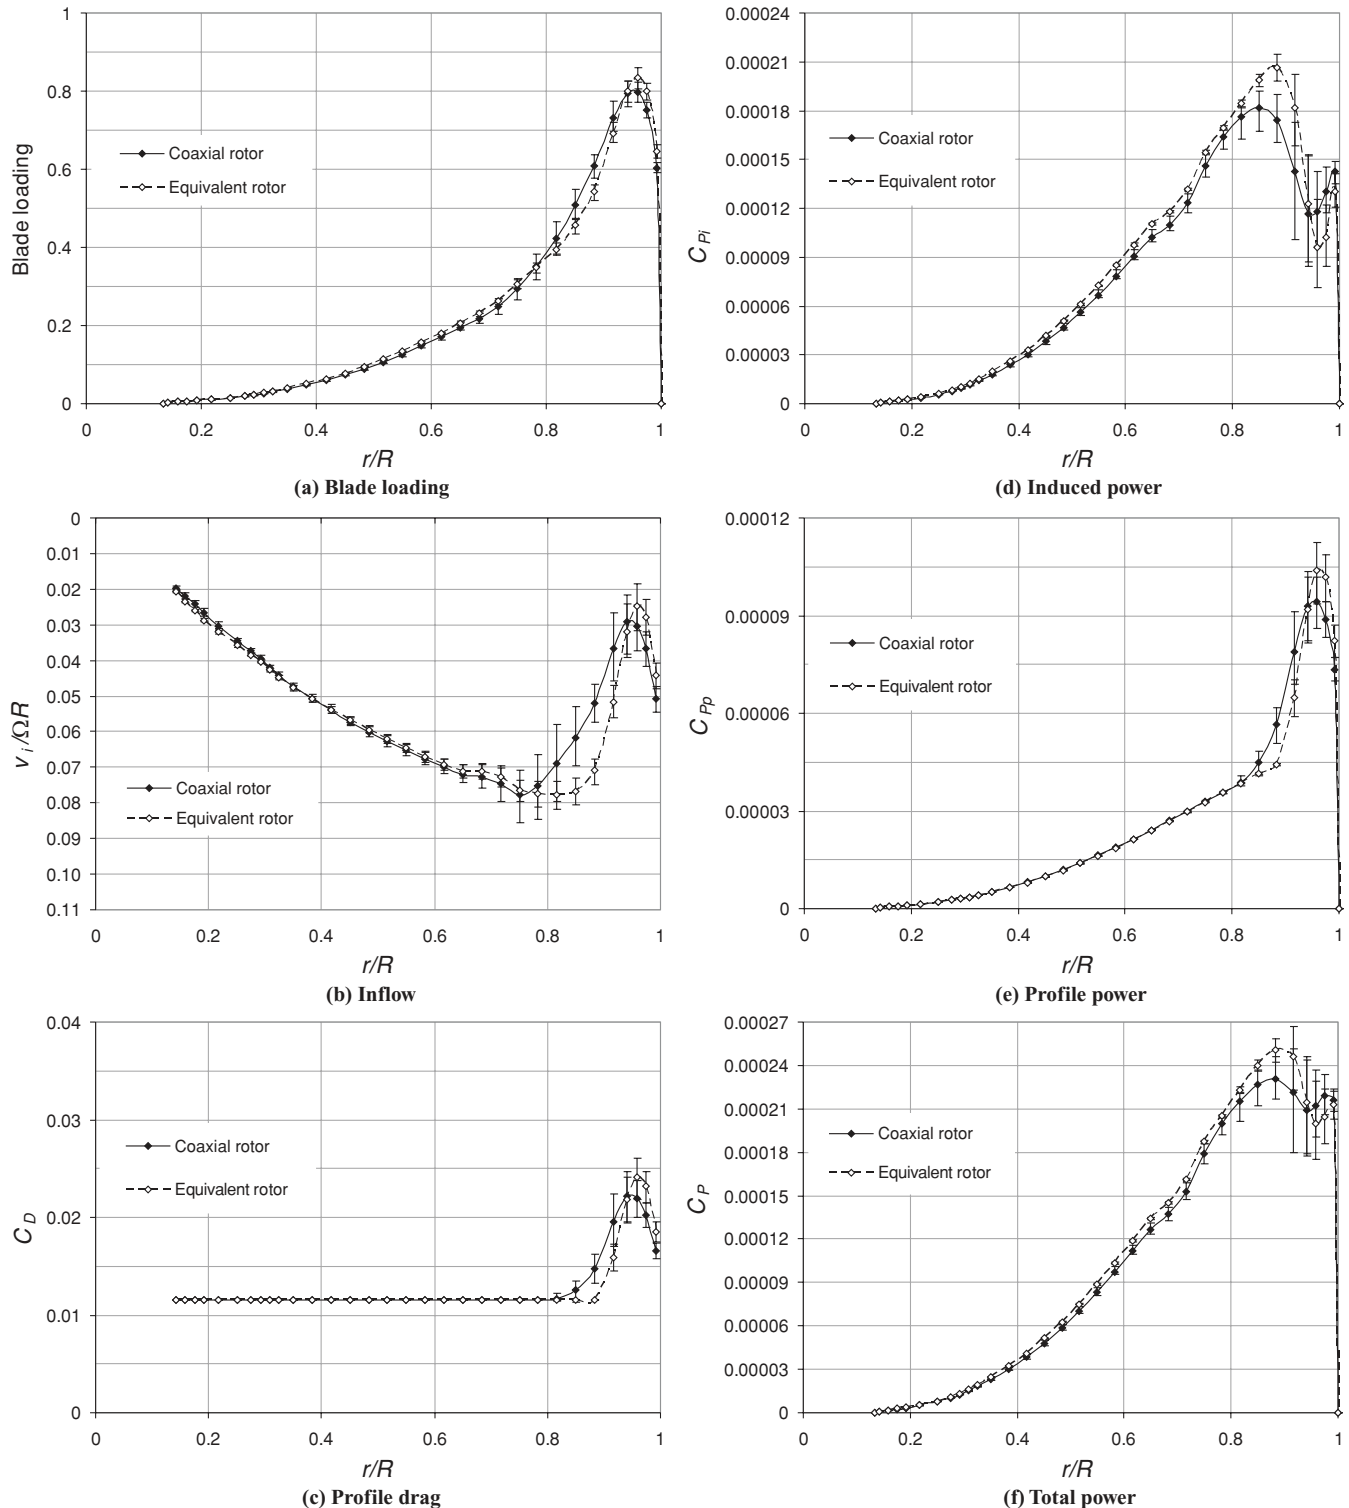 1
0.8
0.6
0.4
0.2
0
Blade loading
Coaxial rotor
Equivalent rotor
0 0.2 0.4 0.6 0.8 1
r/R
(a) Blade loading
0.00024
0.00021
0.00018
0.00015
0.00012
0.00009
0.00006
0.00003
0
C_Pi
Coaxial rotor
Equivalent rotor
0 0.2 0.4 0.6 0.8 1
r/R
(d) Induced power
0
0.01
0.02
0.03
0.04
0.05
0.06
0.07
0.08
0.09
0.10
0.11
v_i/ΩR
Coaxial rotor
Equivalent rotor
0 0.2 0.4 0.6 0.8 1
r/R
(b) Inflow
0.00012
0.00009
0.00006
0.00003
0
C_Pp
Coaxial rotor
Equivalent rotor
0 0.2 0.4 0.6 0.8 1
r/R
(e) Profile power
0.04
0.03
0.02
0.01
0
C_D
Coaxial rotor
Equivalent rotor
0 0.2 0.4 0.6 0.8 1
r/R
(c) Profile drag
0.00027
0.00024
0.00021
0.00018
0.00015
0.00012
0.00009
0.00006
0.00003
0
C_P
Coaxial rotor
Equivalent rotor
0 0.2 0.4 0.6 0.8 1
r/R
(f) Total power